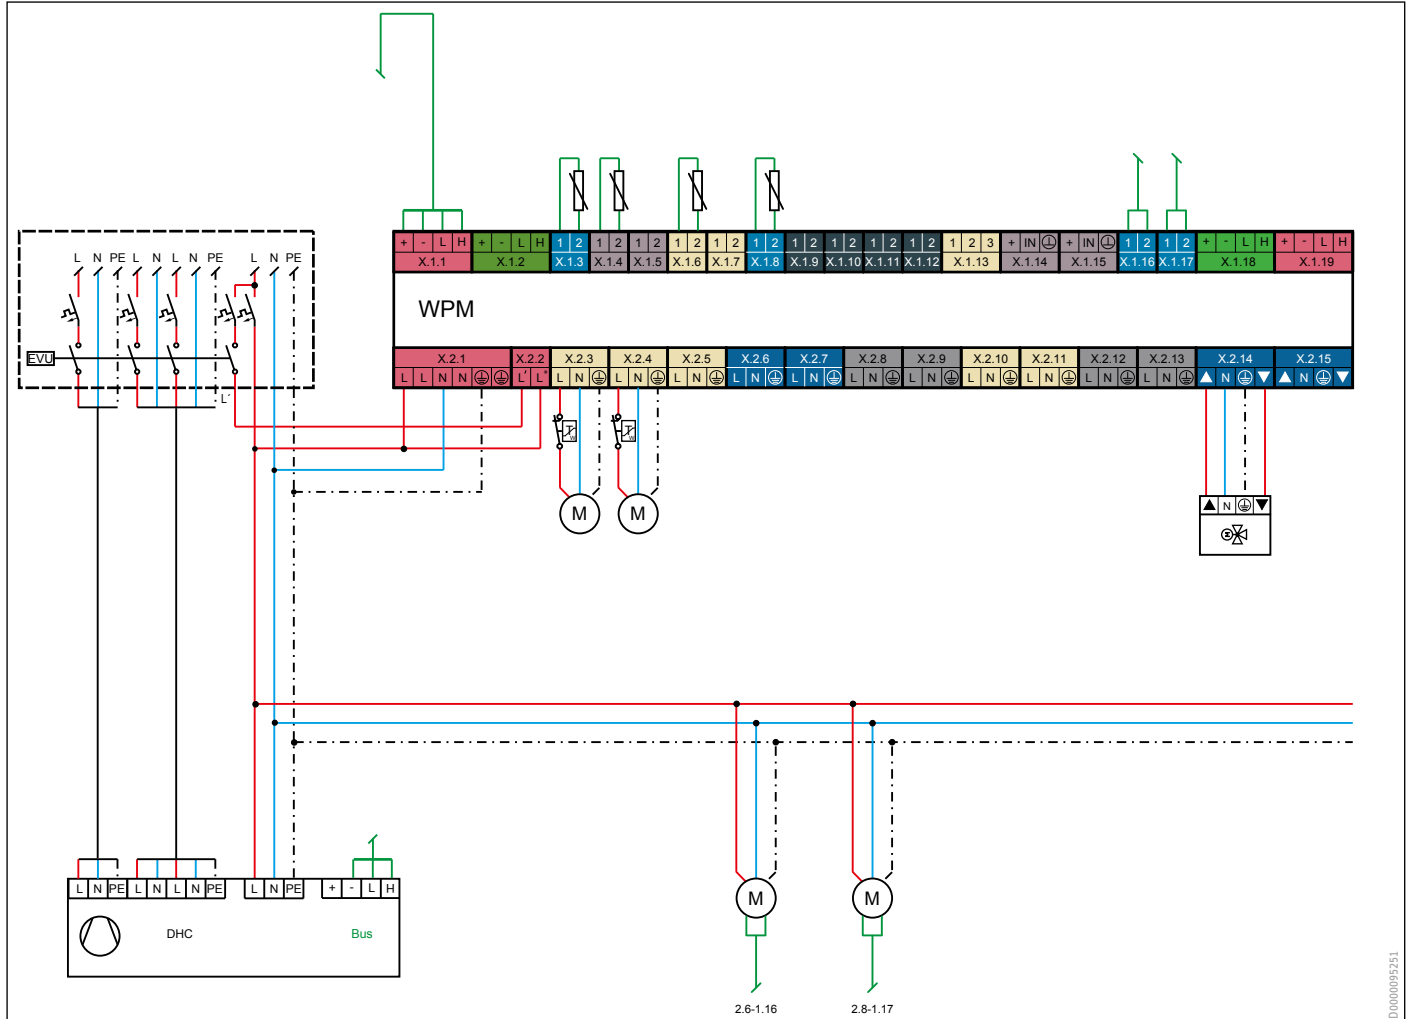 + - L H + - L H 1 2 1 2 1 2 1 2 1 2 1 2 1 2 1 2 1 2 1 2 1 2 3 + IN + IN 1 2 1 2 + - L H + - L H
X.1.1 X.1.2 X.1.3 X.1.4 X.1.5 X.1.6 X.1.7 X.1.8 X.1.9 X.1.10 X.1.11 X.1.12 X.1.13 X.1.14 X.1.15 X.1.16 X.1.17 X.1.18 X.1.19
L N PE L N L N PE L N PE
WPM
EVU
X.2.1 X.2.2 X.2.3 X.2.4 X.2.5 X.2.6 X.2.7 X.2.8 X.2.9 X.2.10 X.2.11 X.2.12 X.2.13 X.2.14 X.2.15
L L N N L' L* L N L N L N L N L N L N L N L N L N L N L N N N
L'
T W T W
M M
N
M
L N PE L N L N PE L N PE + - L H
M M
DHC Bus
2.6-1.16 2.8-1.17
D0000095251